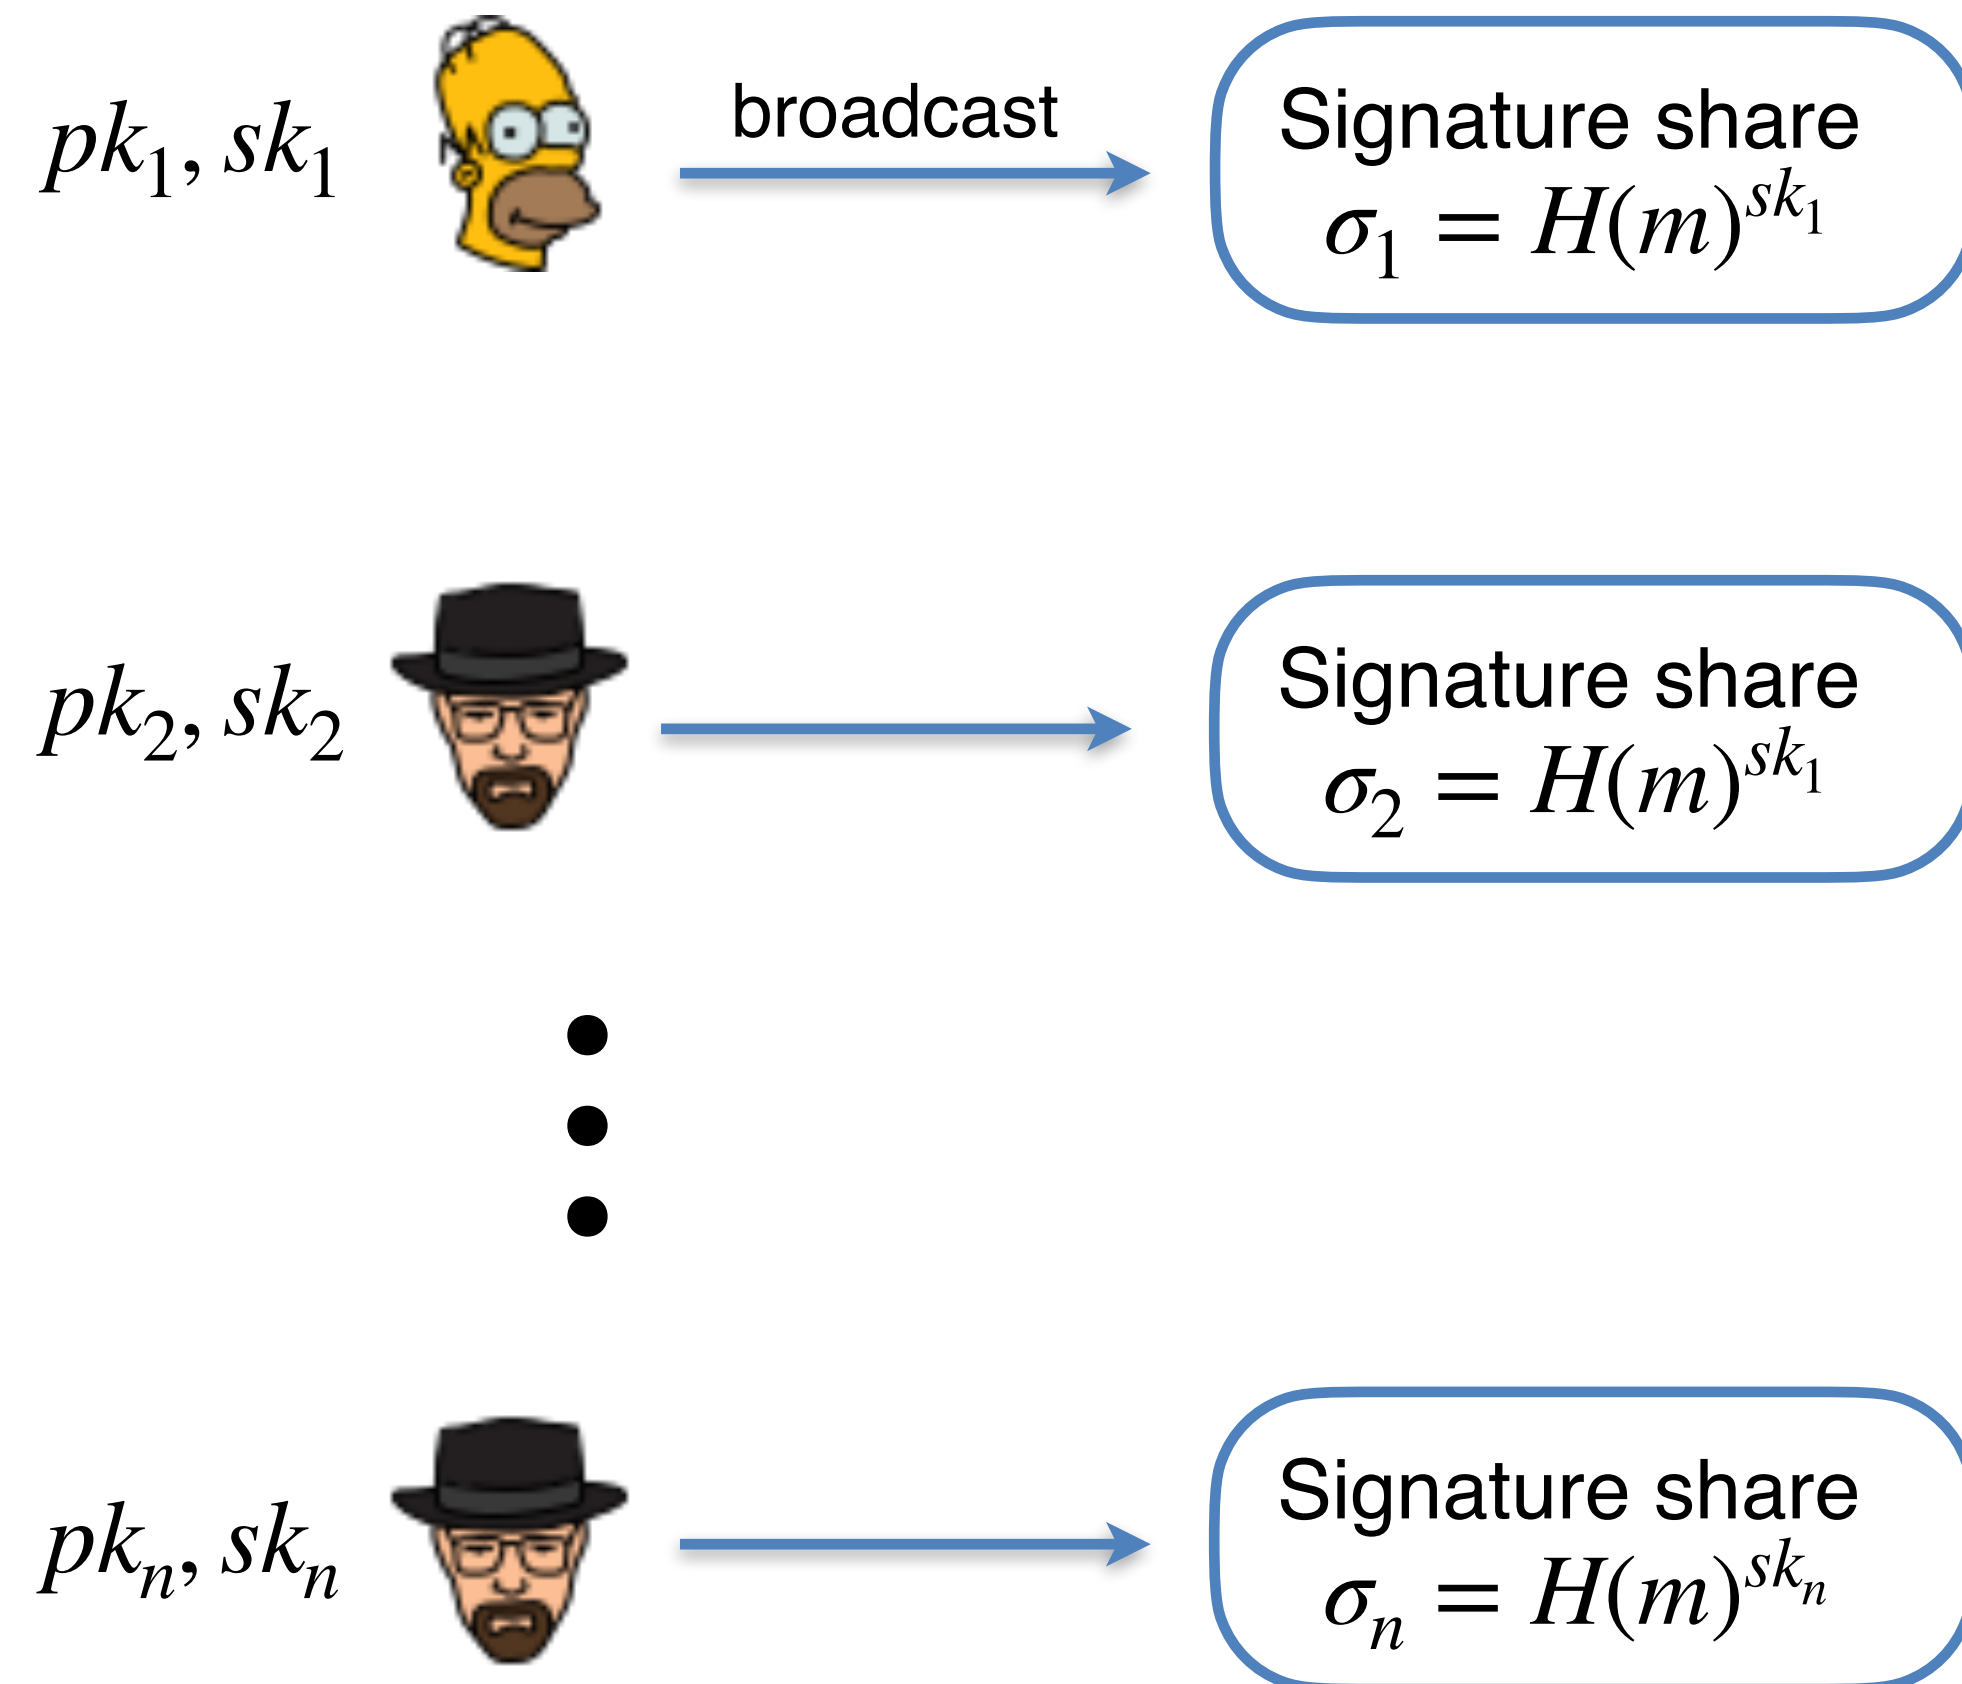 pk₁, sk₁
broadcast
Signature share
σ₁ = H(m)^{sk₁}
pk₂, sk₂
Signature share
σ₂ = H(m)^{sk₁}
pkₙ, skₙ
Signature share
σₙ = H(m)^{skₙ}